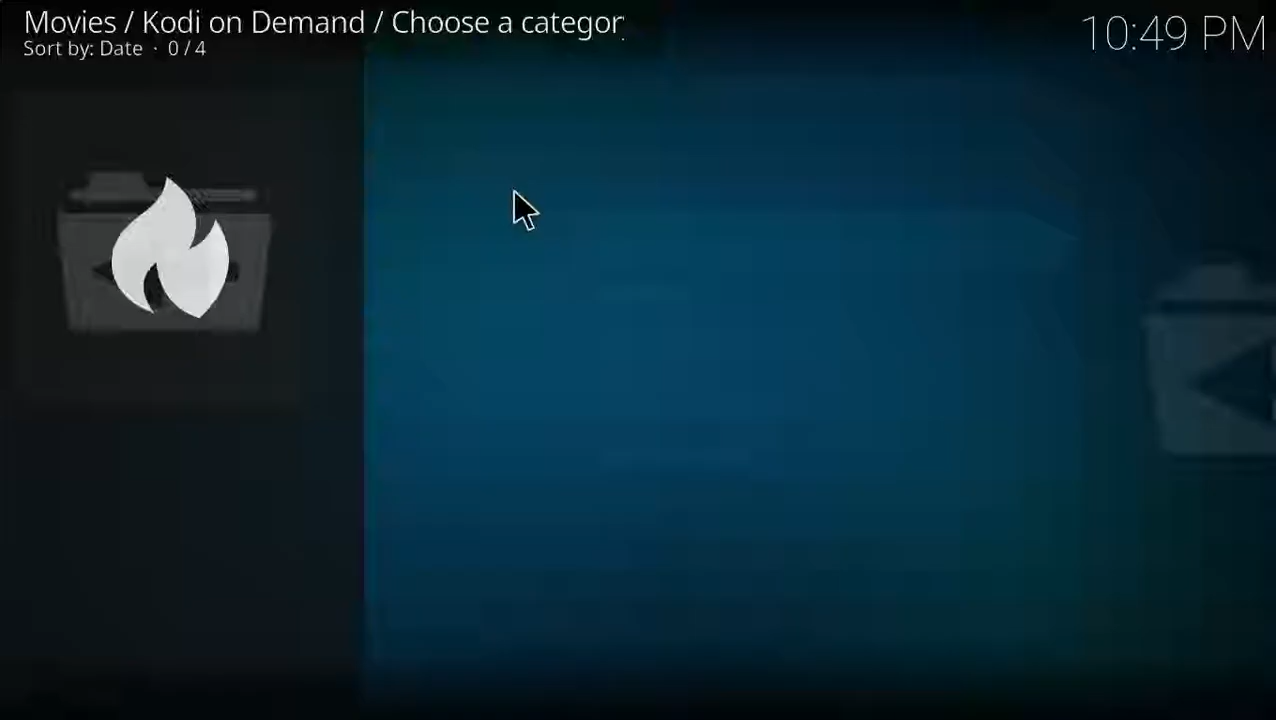 Movies / Kodi on Demand / Choose a categor
Sort by: Date · 0 / 4
10:49 PM